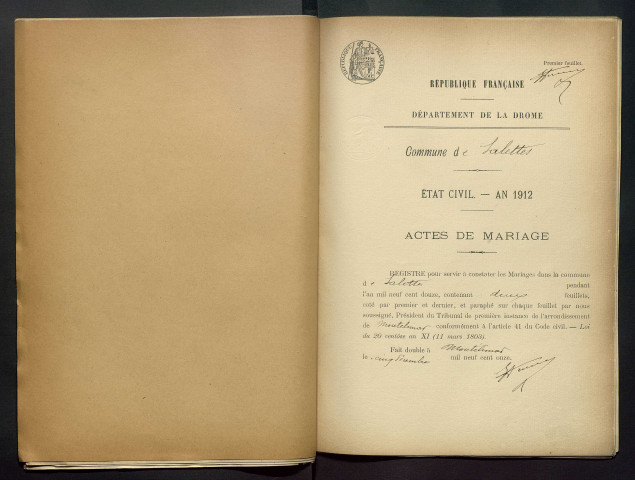 RÉPUBLIQUE FRANÇAISE
Premier feuillet.
RÉPUBLIQUE FRANÇAISE
DÉPARTEMENT DE LA DROME
Commune de Salettes
ÉTAT CIVIL. — AN 1912
ACTES DE MARIAGE
REGISTRE pour servir à constater les Mariages dans la commune
de Salettes pendant
l'an mil neuf cent douze, contenant deux feuillets,
coté par premier et dernier, et paraphé sur chaque feuillet par nous
soussigné, Président du Tribunal de première instance de l'arrondissement
de Montélimar conformément à l'article 41 du Code civil. — Loi
du 20 ventôse an XI (11 mars 1803).
Fait double à Montélimar
le cinq Décembre mil neuf cent onze.